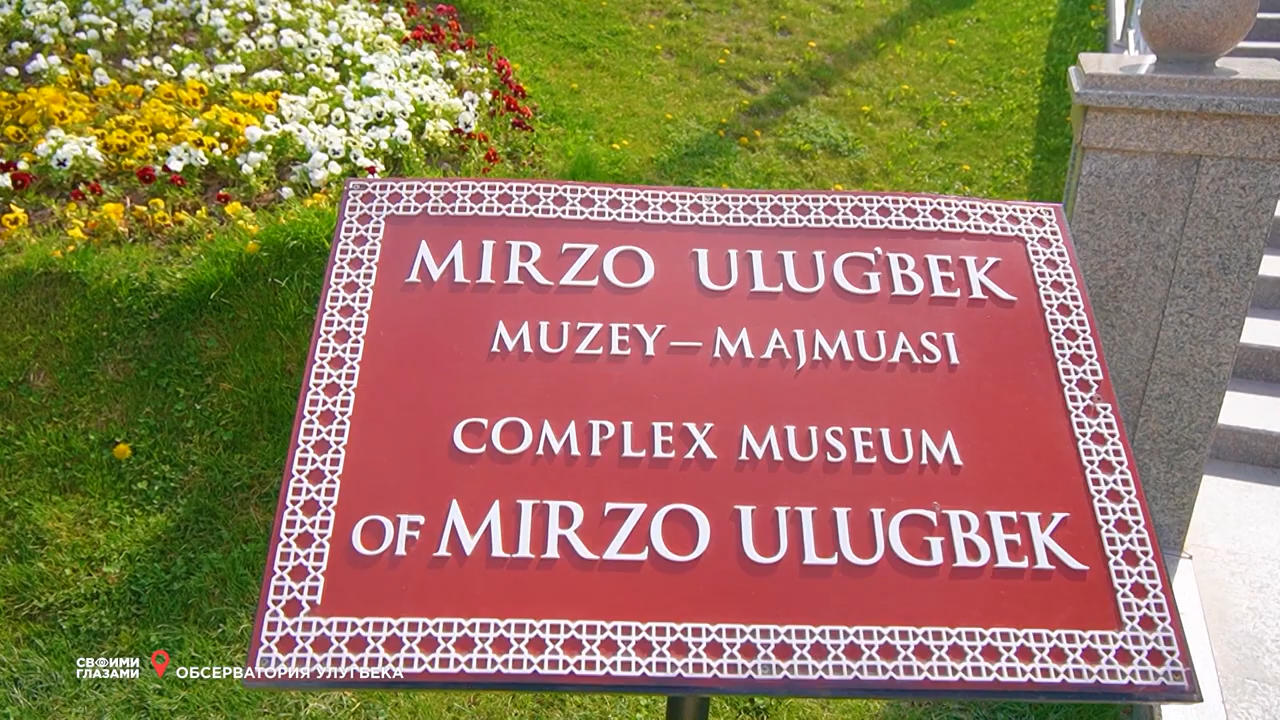 MIRZO ULUG'BEK
MUZEY – MAJMUASI
COMPLEX MUSEUM
OF MIRZO ULUGBEK
СВОИМИ
ГЛАЗАМИ
ОБСЕРВАТОРИЯ УЛУГБЕКА